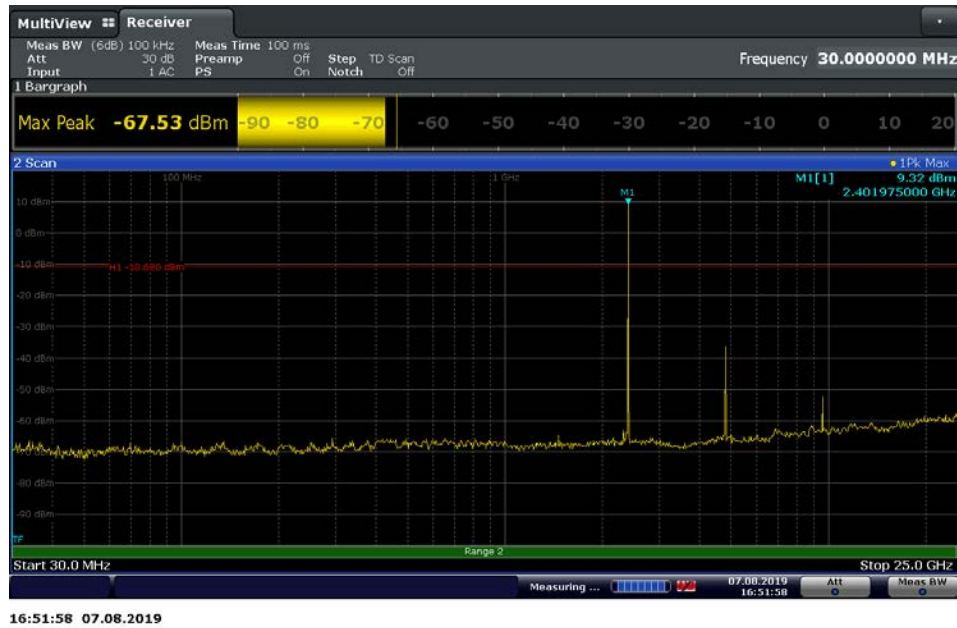 MultiView Receiver
Meas BW (6dB) 100 kHz Meas Time 100 ms
Att 30 dB Preamp Off Step TD Scan
Input 1 AC PS On Notch Off
Frequency 30.0000000 MHz
1 Bargraph
Max Peak -67.53 dBm -90 -80 -70 -60 -50 -40 -30 -20 -10 0 10 20
2 Scan 1Pk Max
100 MHz 1 GHz M1[1] 9.32 dBm
M1 2.401975000 GHz
10 dBm
0 dBm
-10 dBm
-20 dBm
-30 dBm
-40 dBm
-50 dBm
-60 dBm
-80 dBm
-90 dBm
TF
Range 2
Start 30.0 MHz Stop 25.0 GHz
Measuring ... 07.08.2019 16:51:58 Att Meas BW
16:51:58 07.08.2019